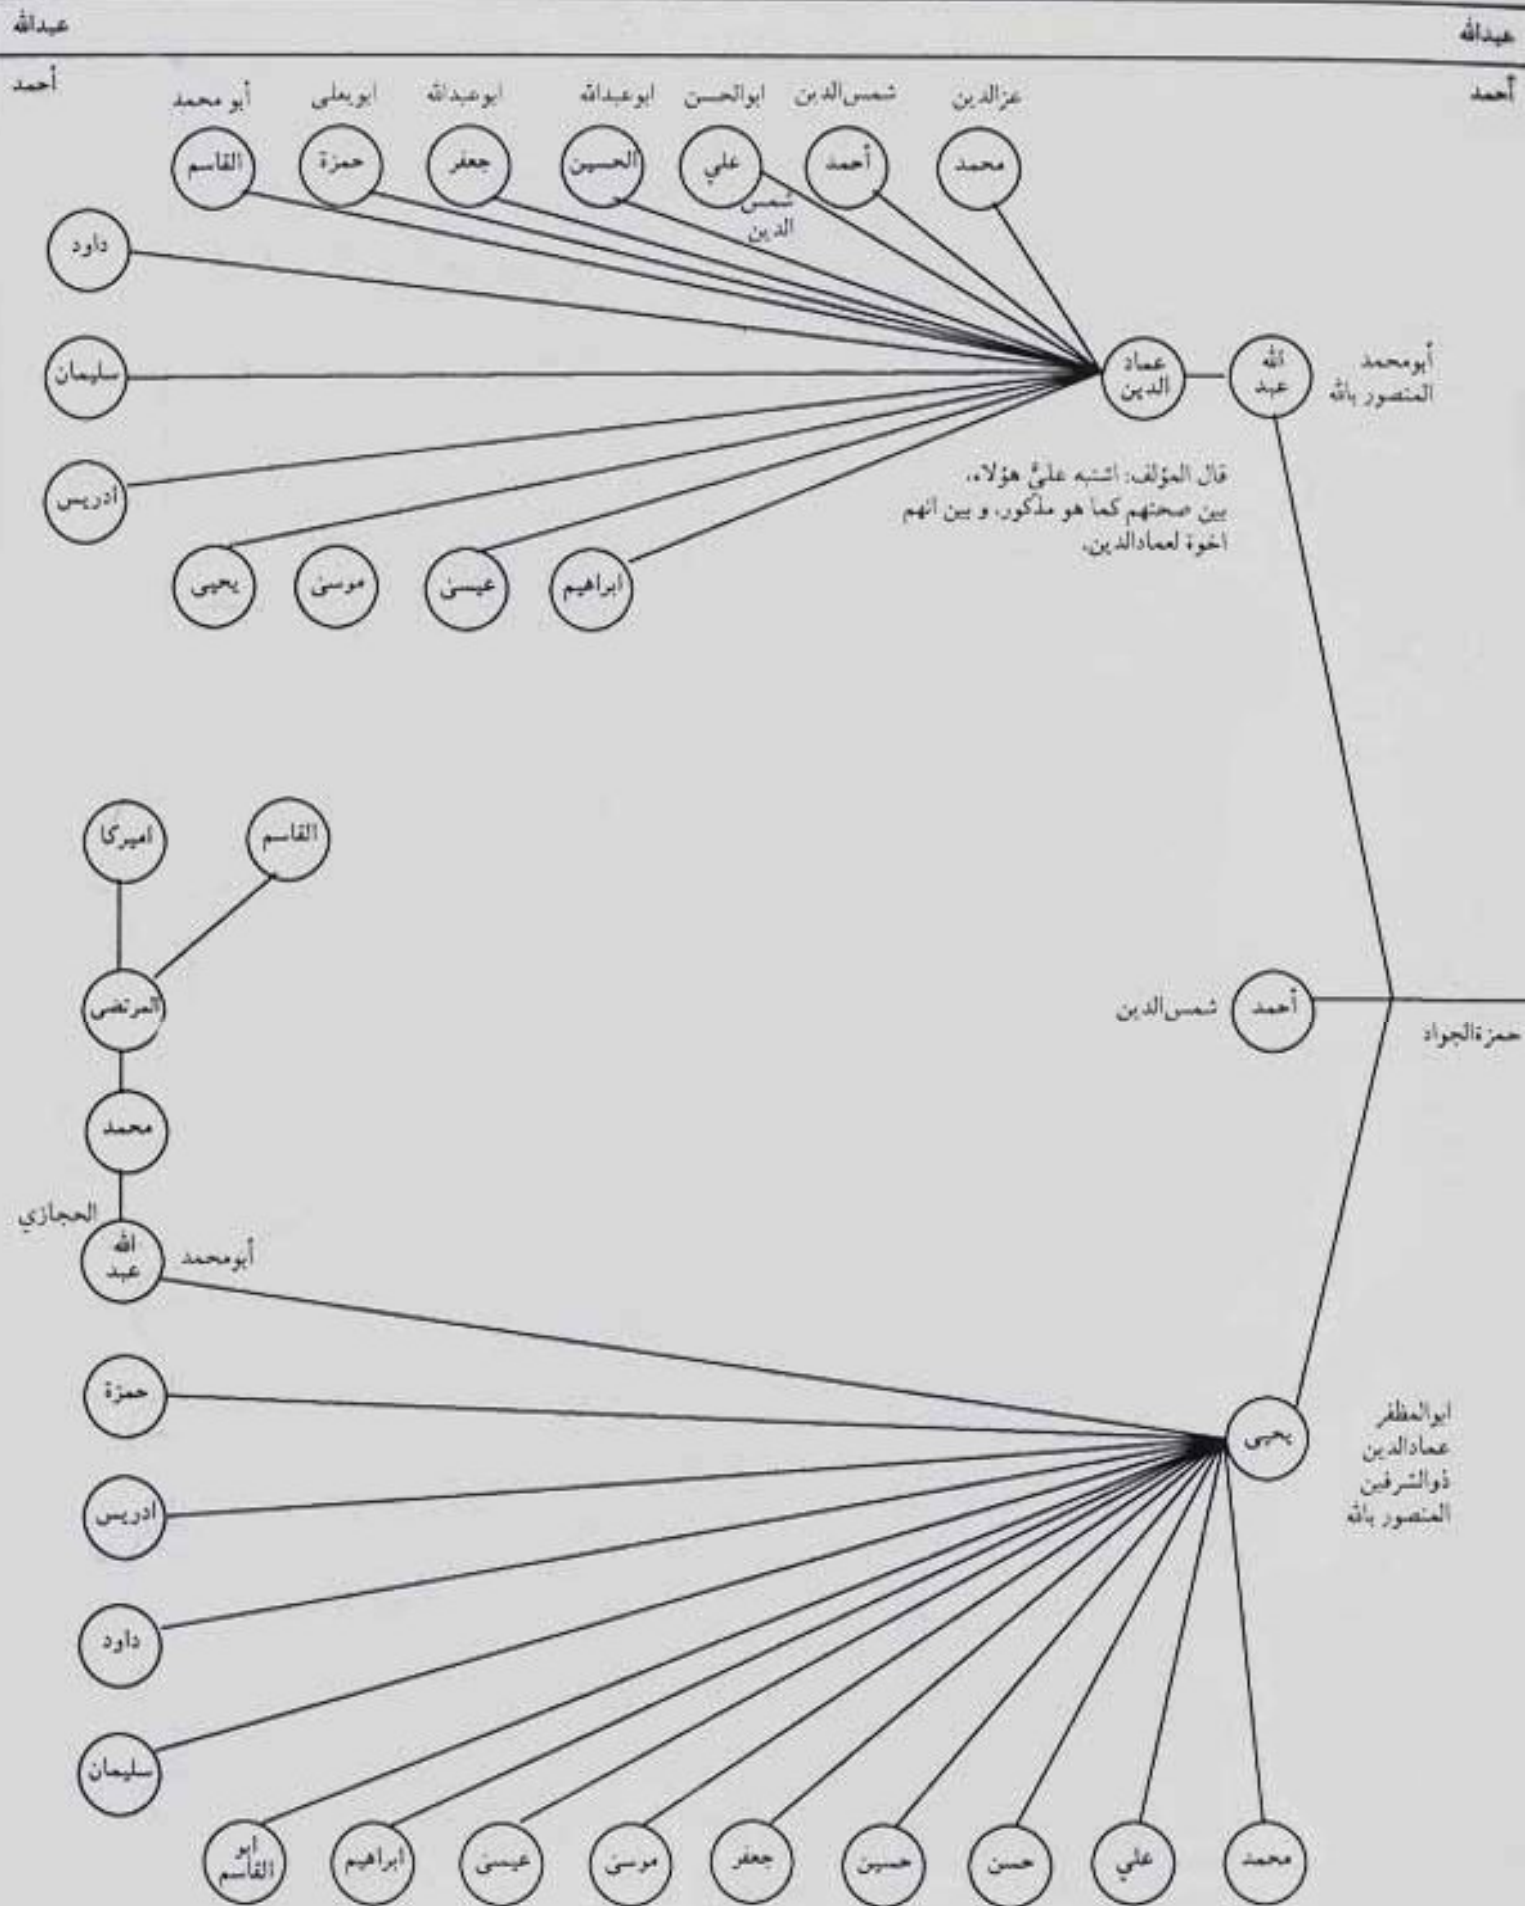 عبدالله
عبدالله
أحمد
أحمد
عزالدين
شمس‌الدين
ابوالحسن
ابوعبدالله
ابوعبدالله
ابويعلى
أبو محمد
محمد
أحمد
علي
الحسين
جعفر
حمزة
القاسم
شمس
الدين
داود
سليمان
ادريس
يحيى
موسىٰ
عيسىٰ
ابراهيم
أبومحمد
المنصور بالله
الله
عبد
عماد
الدين
قال المؤلف: اشتبه عليَّ هؤلاء،
بين صحتهم كما هو مذكور، و بين انهم
اخوة لعمادالدين.
القاسم
اميركا
المرتضى
محمد
الحجازي
الله
عبد
أبومحمد
حمزةالجواد
أحمد
شمس‌الدين
حمزة
ادريس
داود
سليمان
يحيى
ابوالمظفر
عمادالدين
ذوالشرفين
المنصور بالله
محمد
علي
حسن
حسين
جعفر
موسىٰ
عيسىٰ
ابراهيم
ابو
القاسم